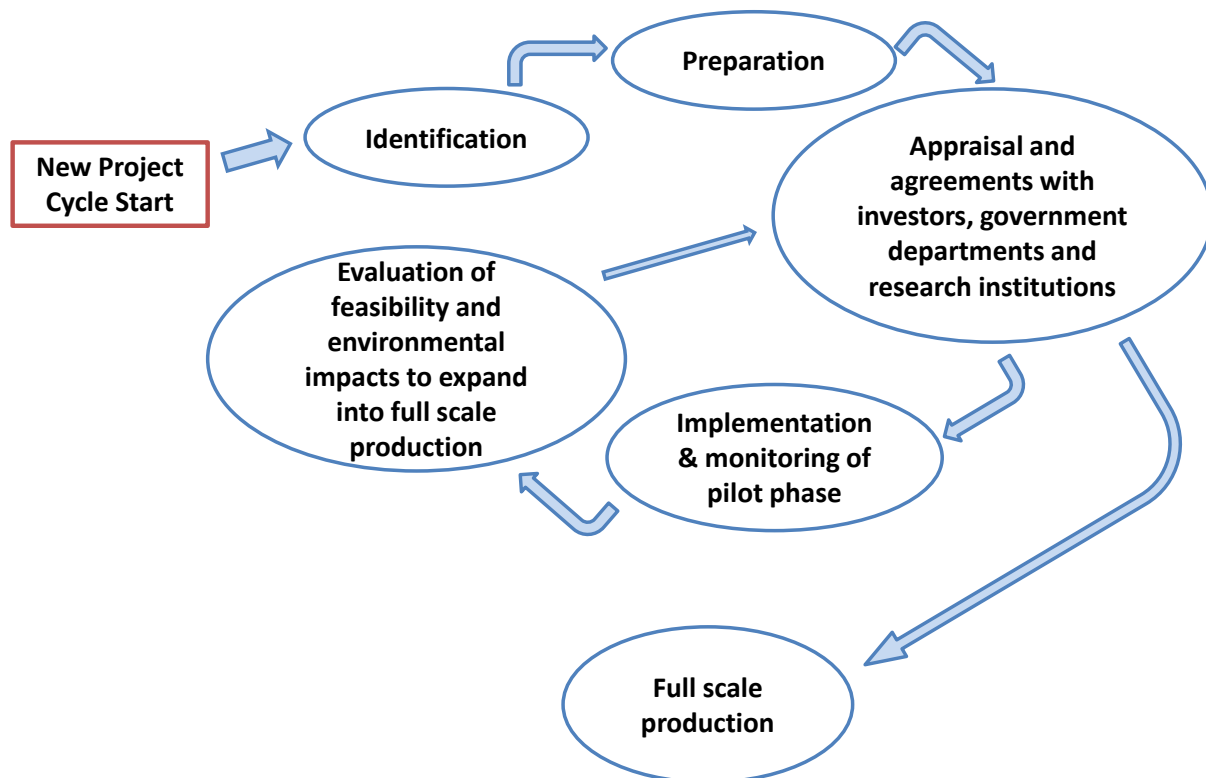 New Project
Cycle Start
Identification
Preparation
Appraisal and
agreements with
investors, government
departments and
research institutions
Implementation
& monitoring of
pilot phase
Evaluation of
feasibility and
environmental
impacts to expand
into full scale
production
Full scale
production